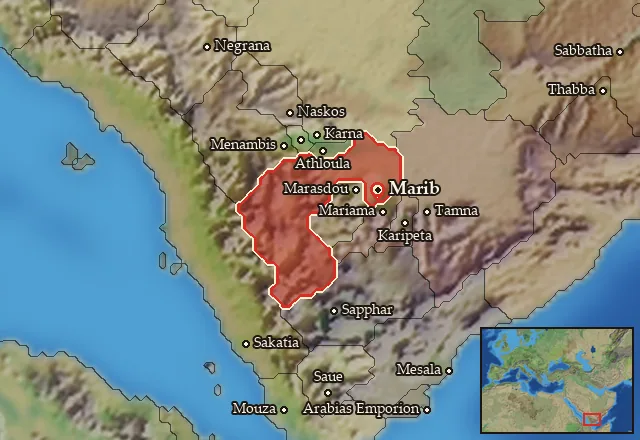 Negrana
Sabbatha
Thabba
Naskos
Karna
Menambis
Athloula
Marasdou
Marib
Mariama
Tamna
Karipeta
Sapphar
Sakatia
Mesala
Saue
Mouza
Arabias Emporion